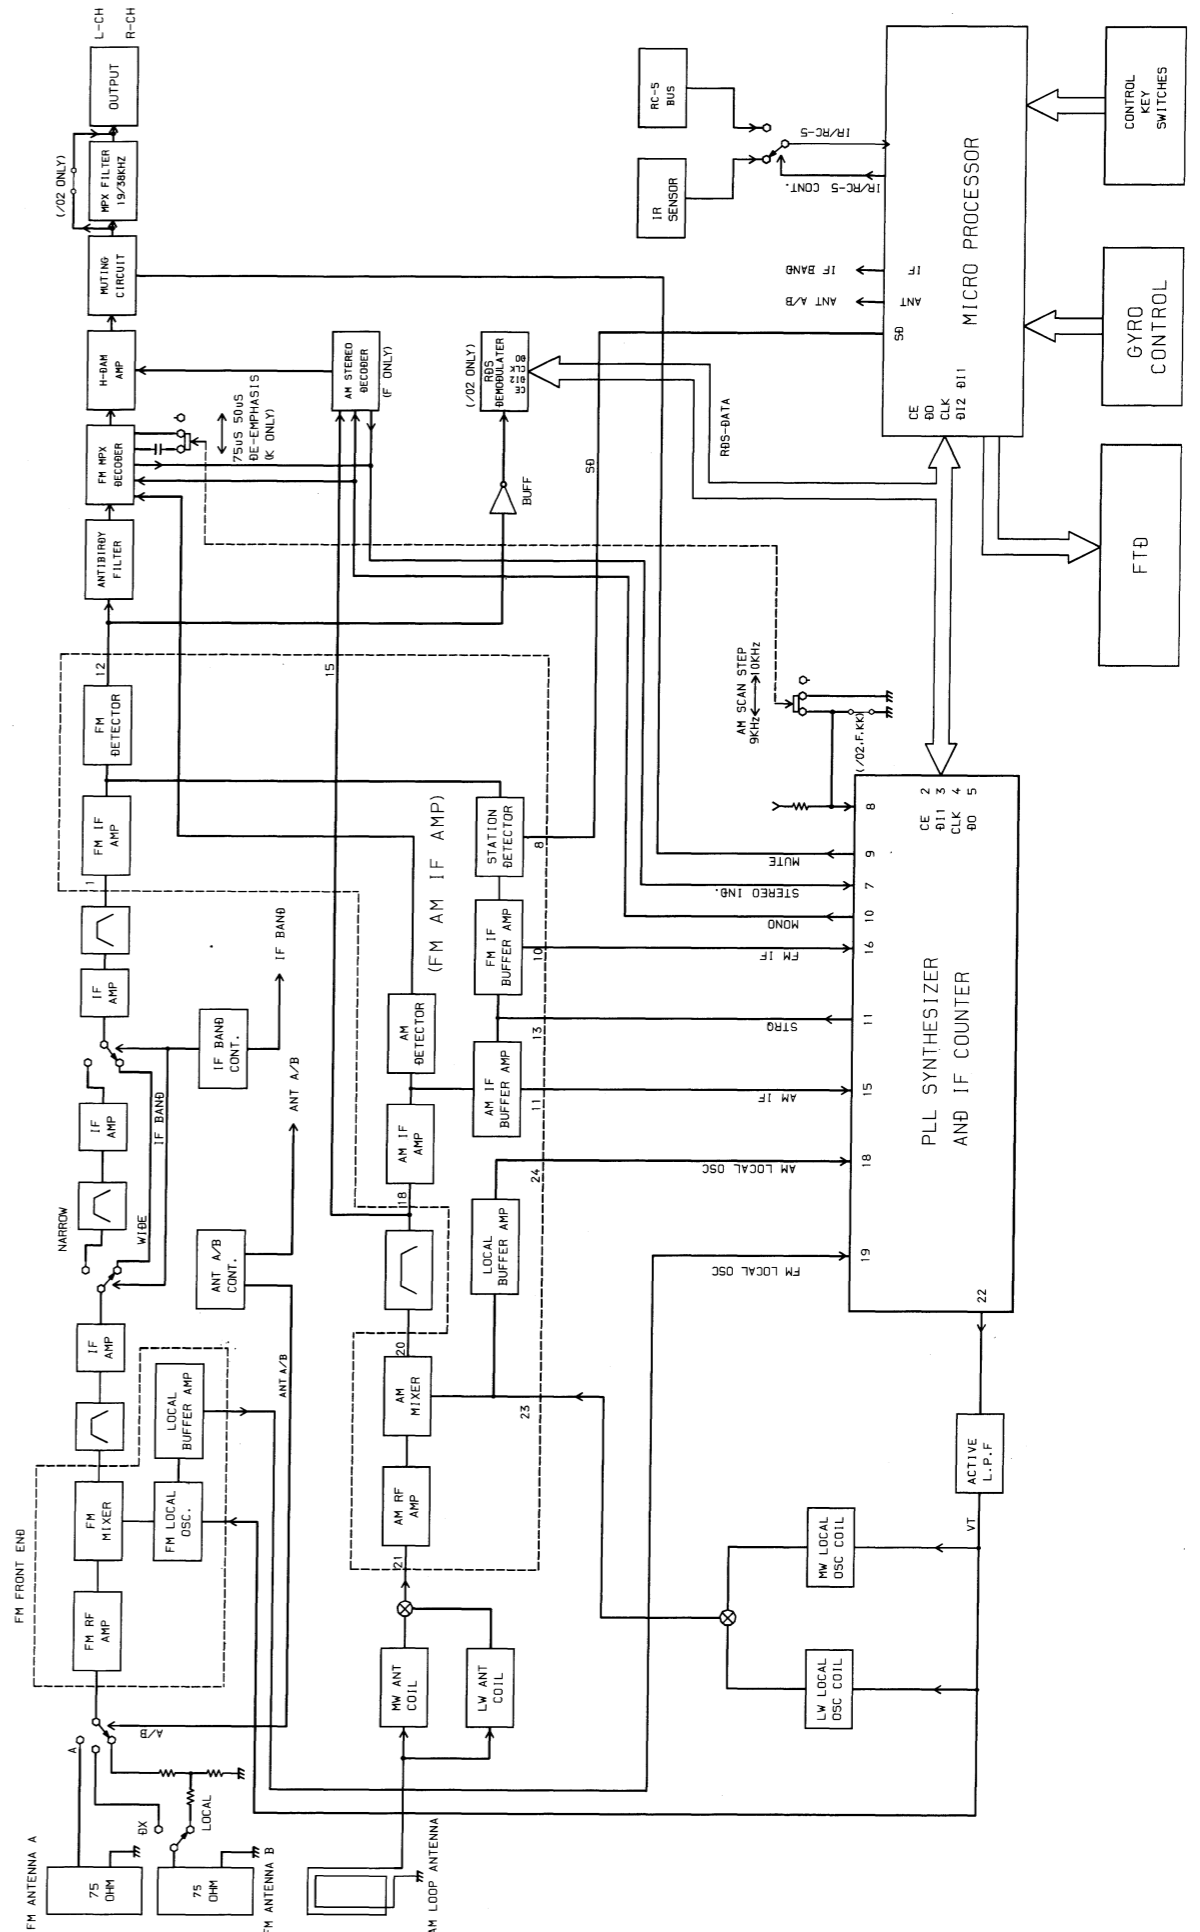 FM ANTENNA A
75
OHM
FM ANTENNA B
75
OHM
AM LOOP ANTENNA
A
ĐX
LOCAL
A/B
FM FRONT END
FM RF
AMP
FM
MIXER
FM LOCAL
OSC.
LOCAL
BUFFER AMP
IF
AMP
NARROW
WIDE
IF
AMP
IF BAND
IF
AMP
IF BAND
CONT.
IF BAND
ANT A/B
CONT.
ANT A/B
ANT A/B
1
FM IF
AMP
FM
DETECTOR
12
ANTIBIRDY
FILTER
FM MPX
DECODER
H-DAM
AMP
MUTING
CIRCUIT
(/02 ONLY)
MPX FILTER
19/38KHZ
OUTPUT
L-CH
R-CH
75uS 50uS
DE-EMPHASIS
(K ONLY)
AM STEREO
DECODER
(F ONLY)
(/02 ONLY)
RDS
DEMODULATER
CE
DI2
CLK
DO
BUFF
RDS-DATA
SD
MW ANT
COIL
LW ANT
COIL
21
AM RF
AMP
AM
MIXER
20
23
LOCAL
BUFFER AMP
24
18
15
AM IF
AMP
AM
DETECTOR
(FM AM IF AMP)
AM IF
BUFFER AMP
11
13
FM IF
BUFFER AMP
10
STATION
DETECTOR
8
LW LOCAL
OSC COIL
MW LOCAL
OSC COIL
VT
ACTIVE
L.P.F
22
FM LOCAL OSC
19
AM LOCAL OSC
18
AM IF
15
STRQ
11
FM IF
16
MONO
10
STEREO IND.
7
MUTE
9
8
PLL SYNTHESIZER
AND IF COUNTER
CE 2
DI1 3
CLK 4
DO 5
AM SCAN STEP
9KHz
10KHz
(/02.F.KK)
RC-5
BUS
IR
SENSOR
IR/RC-5
IR/RC-5 CONT.
IF BAND
IF
ANT A/B
ANT
SD
MICRO PROCESSOR
CE
DO
CLK
DI2 DI1
CONTROL
KEY
SWITCHES
GYRO
CONTROL
FTD